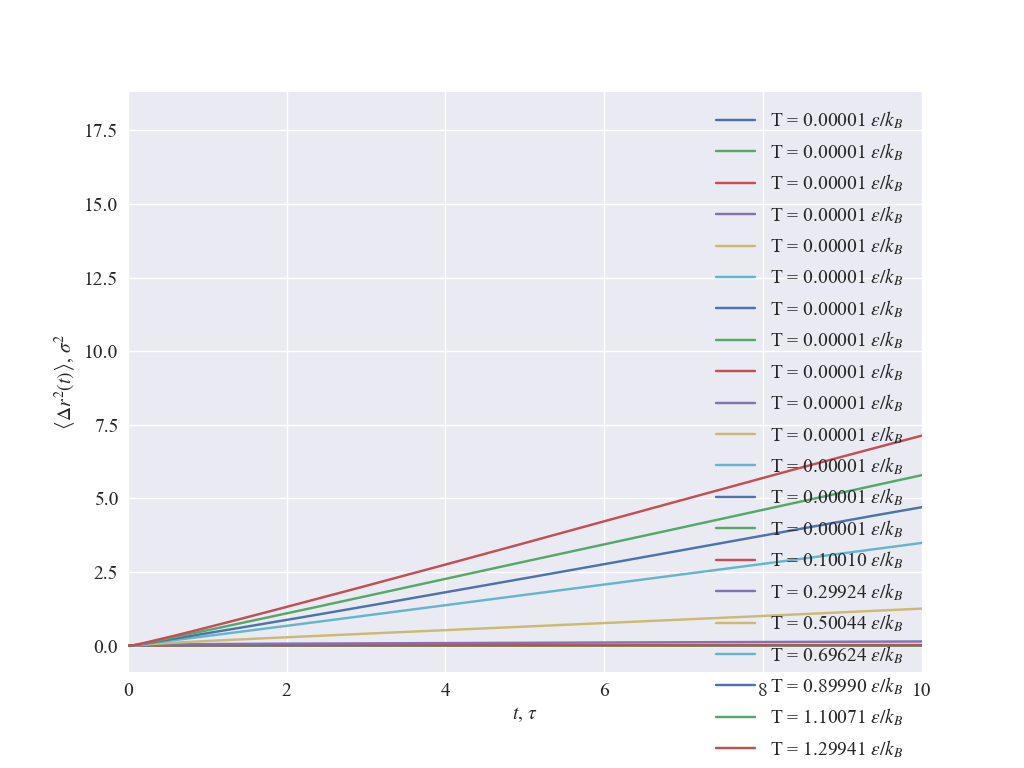 17.5
15.0
12.5
10.0
7.5
5.0
2.5
0.0
⟨Δr²(t)⟩, σ²
0 2 4 6 8 10
t, τ
T = 0.00001 ε/k_B
T = 0.00001 ε/k_B
T = 0.00001 ε/k_B
T = 0.00001 ε/k_B
T = 0.00001 ε/k_B
T = 0.00001 ε/k_B
T = 0.00001 ε/k_B
T = 0.00001 ε/k_B
T = 0.00001 ε/k_B
T = 0.00001 ε/k_B
T = 0.00001 ε/k_B
T = 0.00001 ε/k_B
T = 0.00001 ε/k_B
T = 0.00001 ε/k_B
T = 0.10010 ε/k_B
T = 0.29924 ε/k_B
T = 0.50044 ε/k_B
T = 0.69624 ε/k_B
T = 0.89990 ε/k_B
T = 1.10071 ε/k_B
T = 1.29941 ε/k_B